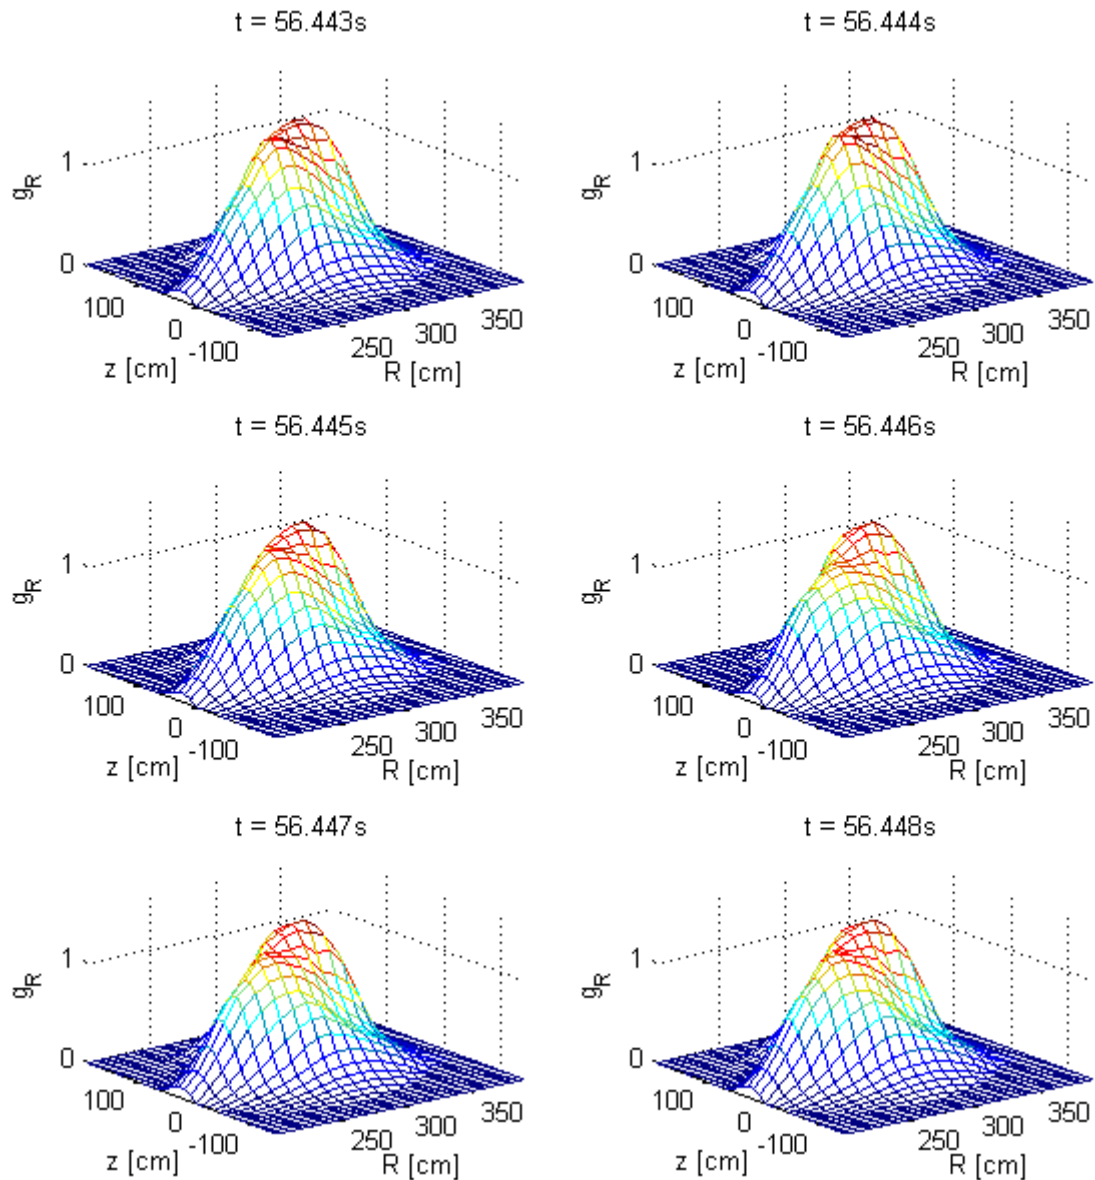 t = 56.443s
t = 56.444s
1
g_R
0
100
0
-100
z [cm]
250
300
350
R [cm]
1
g_R
0
100
0
-100
z [cm]
250
300
350
R [cm]
t = 56.445s
t = 56.446s
1
g_R
0
100
0
-100
z [cm]
250
300
350
R [cm]
1
g_R
0
100
0
-100
z [cm]
250
300
350
R [cm]
t = 56.447s
t = 56.448s
1
g_R
0
100
0
-100
z [cm]
250
300
350
R [cm]
1
g_R
0
100
0
-100
z [cm]
250
300
350
R [cm]